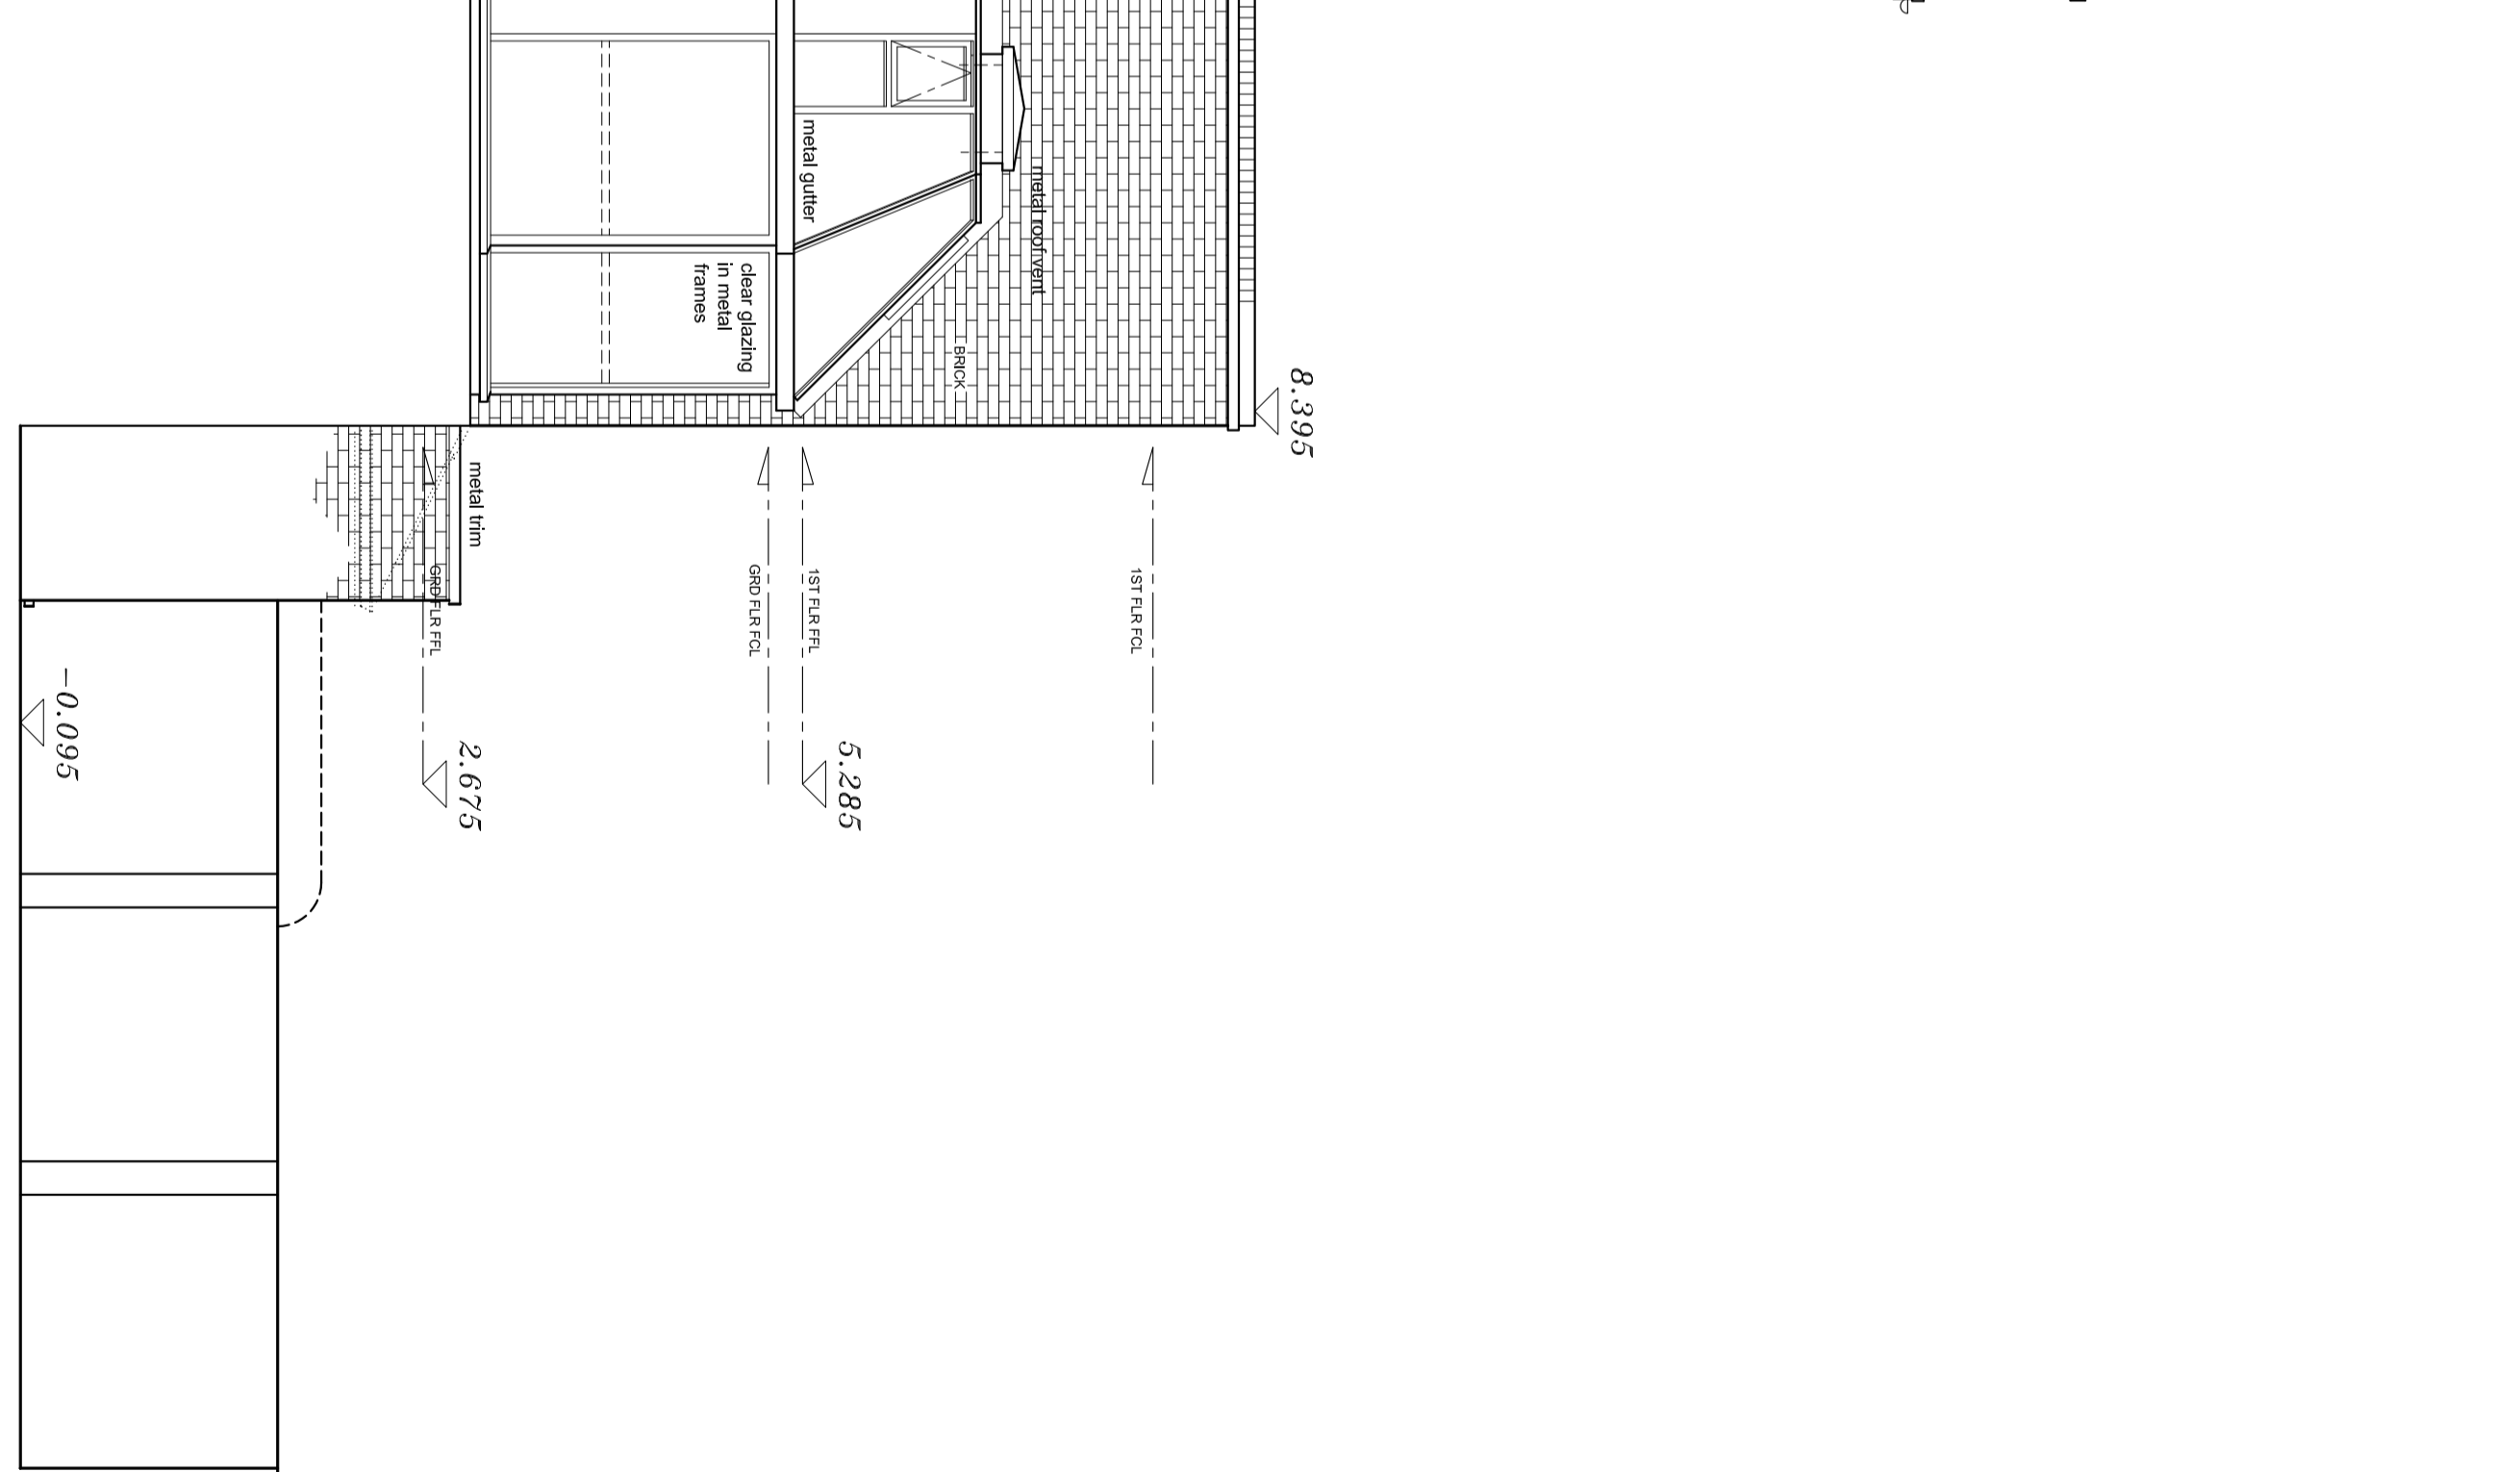 8.395
metal roof vent
1ST FLR FCL
BRICK
metal gutter
5.285
1ST FLR FFL
GRD FLR FCL
clear glazing
in metal
frames
metal trim
2.675
GRD FLR FFL
-0.095